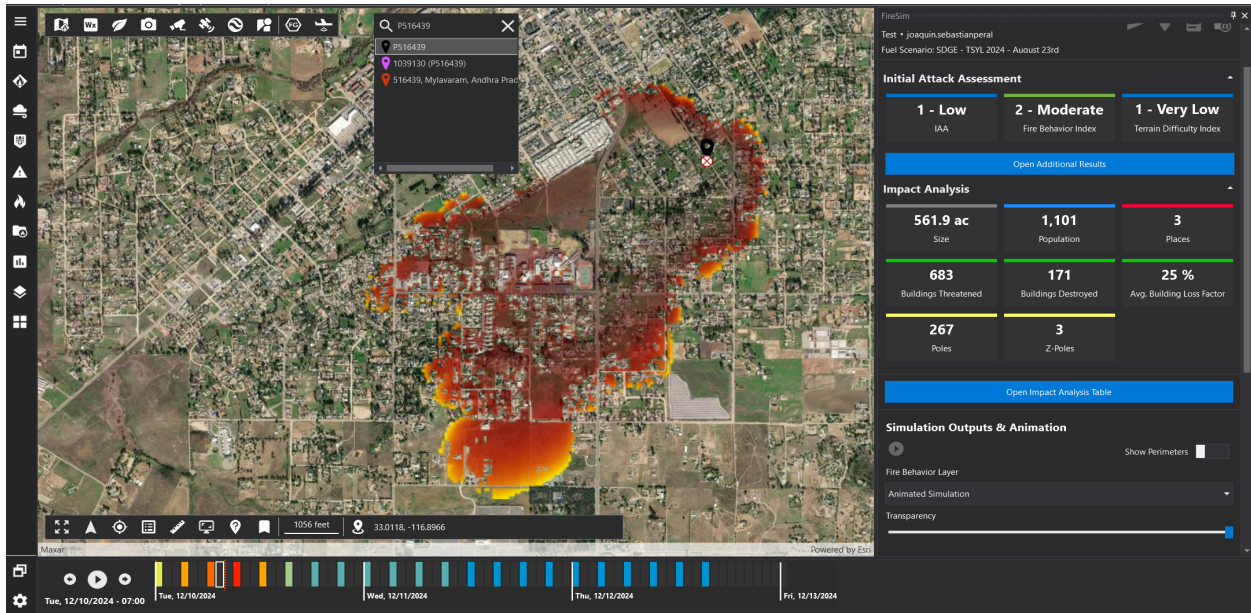 Wx
FG
P516439
P516439
1039130 (P516439)
516439, Mylavaram, Andhra Prac
FireSim
Test • joaquin.sebastianperal
Fuel Scenario: SDGE - TSYL 2024 - August 23rd
Initial Attack Assessment
1 - Low
IAA
2 - Moderate
Fire Behavior Index
1 - Very Low
Terrain Difficulty Index
Open Additional Results
Impact Analysis
561.9 ac
Size
1,101
Population
3
Places
683
Buildings Threatened
171
Buildings Destroyed
25 %
Avg. Building Loss Factor
267
Poles
3
Z-Poles
Open Impact Analysis Table
Simulation Outputs & Animation
Show Perimeters
Fire Behavior Layer
Animated Simulation
Transparency
1056 feet
33.0118, -116.8966
Maxar
Powered by Esri
Tue, 12/10/2024 - 07:00
Tue, 12/10/2024
Wed, 12/11/2024
Thu, 12/12/2024
Fri, 12/13/2024